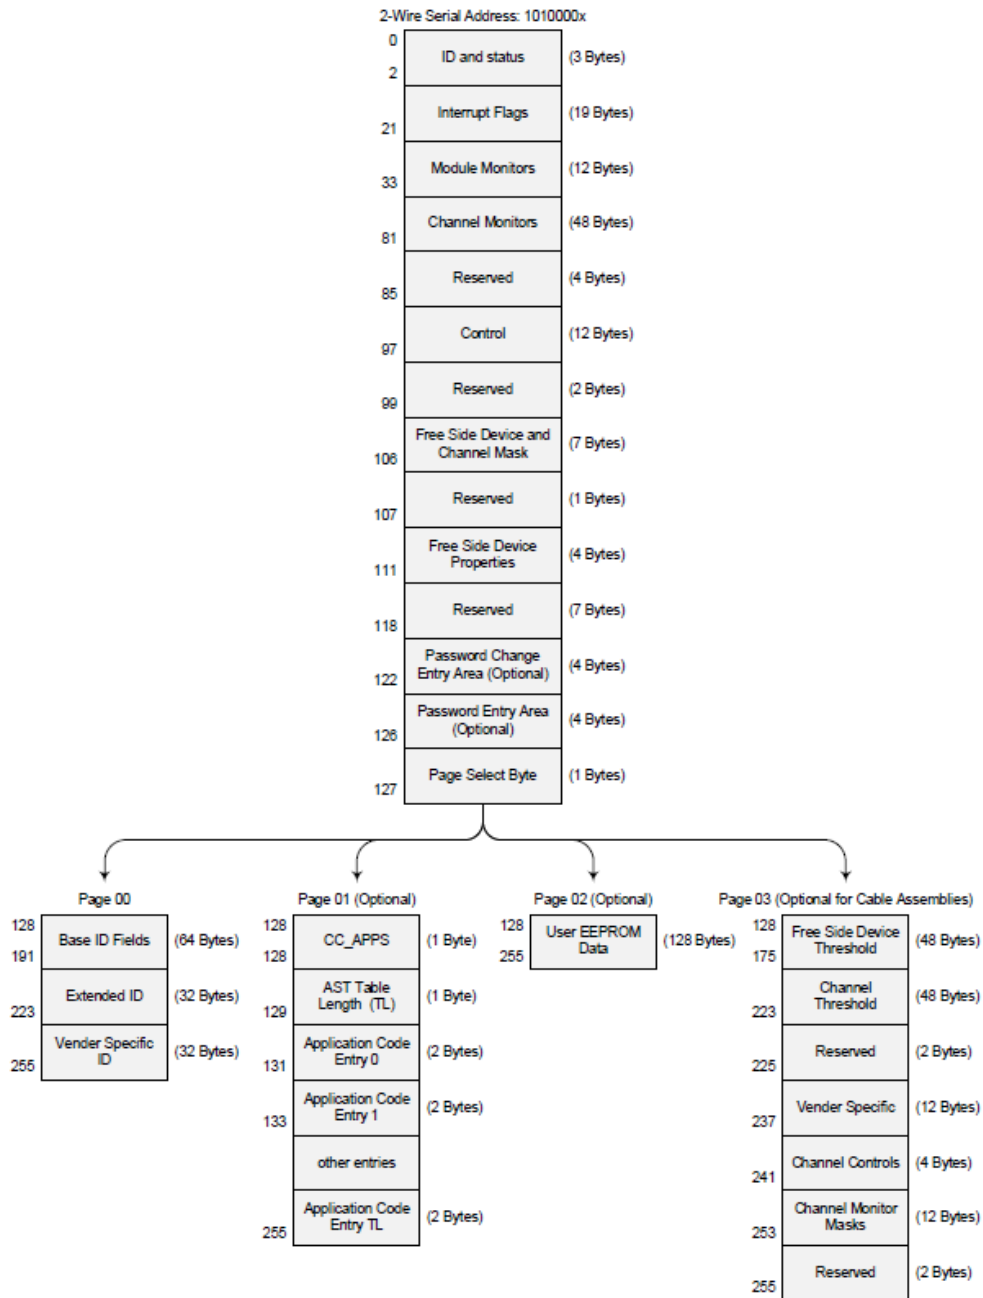 2-Wire Serial Address: 1010000x
0
ID and status (3 Bytes)
2
Interrupt Flags (19 Bytes)
21
Module Monitors (12 Bytes)
33
Channel Monitors (48 Bytes)
81
Reserved (4 Bytes)
85
Control (12 Bytes)
97
Reserved (2 Bytes)
99
Free Side Device and
Channel Mask
(7 Bytes)
106
Reserved (1 Bytes)
107
Free Side Device
Properties
(4 Bytes)
111
Reserved (7 Bytes)
118
Password Change
Entry Area (Optional)
(4 Bytes)
122
Password Entry Area
(Optional)
(4 Bytes)
126
Page Select Byte (1 Bytes)
127
Page 00
128
Base ID Fields (64 Bytes)
191
Extended ID (32 Bytes)
223
Vender Specific
ID
(32 Bytes)
255
Page 01 (Optional)
128
CC_APPS (1 Byte)
128
AST Table
Length (TL)
(1 Byte)
129
Application Code
Entry 0
(2 Bytes)
131
Application Code
Entry 1
(2 Bytes)
133
other entries
Application Code
Entry TL
(2 Bytes)
255
Page 02 (Optional)
128
User EEPROM
Data
(128 Bytes)
255
Page 03 (Optional for Cable Assemblies)
128
Free Side Device
Threshold
(48 Bytes)
175
Channel
Threshold
(48 Bytes)
223
Reserved (2 Bytes)
225
Vender Specific (12 Bytes)
237
Channel Controls (4 Bytes)
241
Channel Monitor
Masks
(12 Bytes)
253
Reserved (2 Bytes)
255